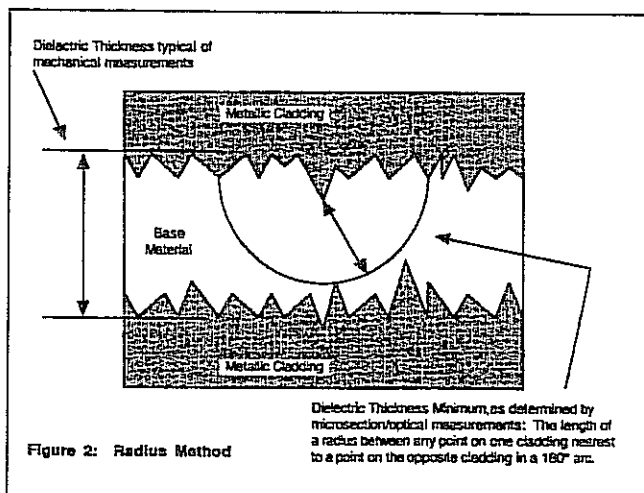 Dielectric Thickness typical of
mechanical measurements
Metallic Cladding
Base
Material
Metallic Cladding
Dielectric Thickness Minimum, as determined by
microsection/optical measurements: The length of
a radius between any point on one cladding nearest
to a point on the opposite cladding in a 180° arc.
Figure 2: Radius Method